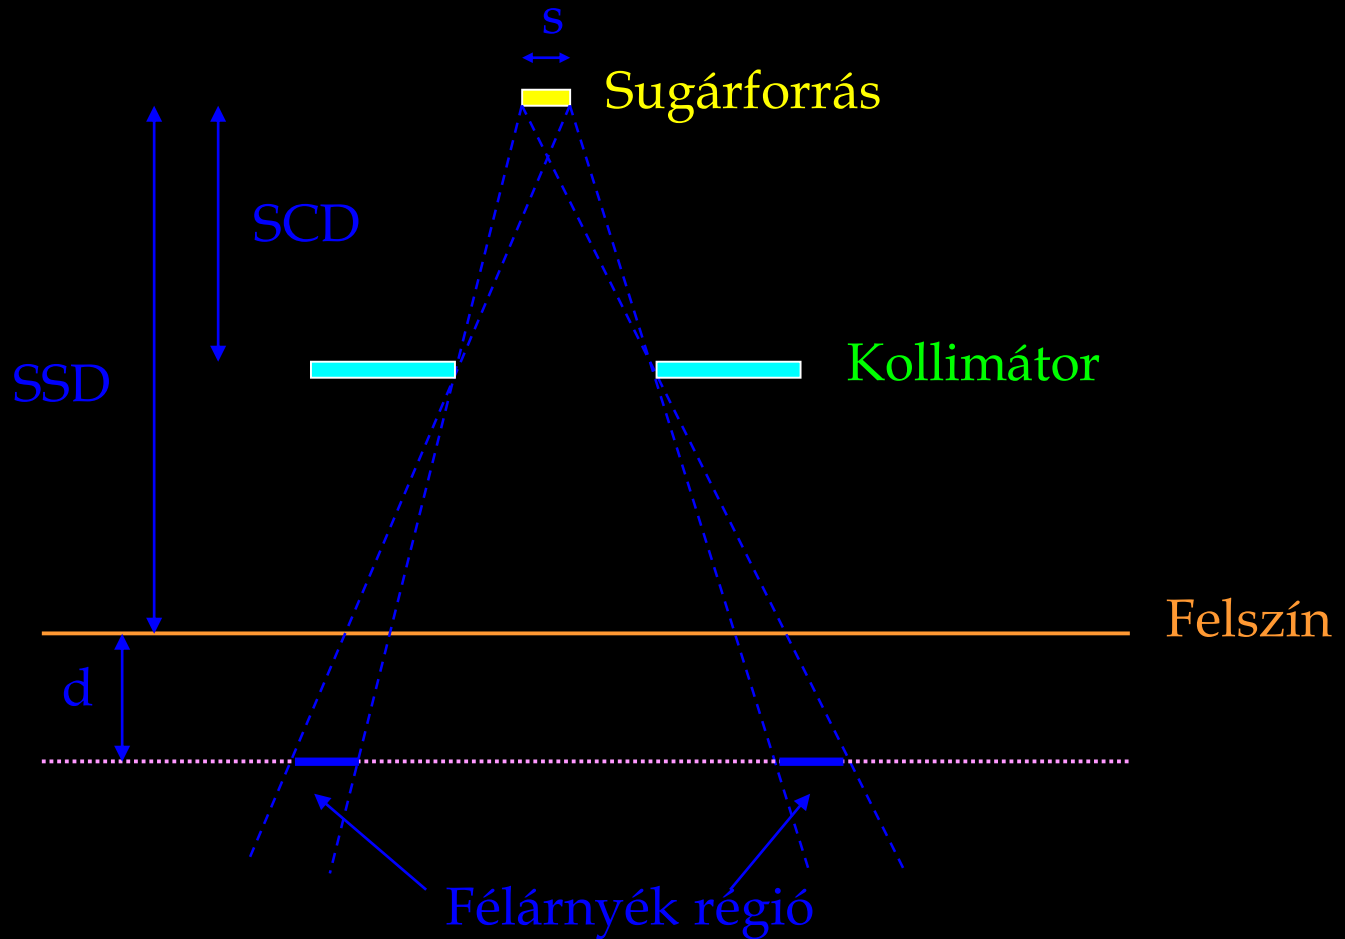 s
Sugárforrás
SCD
Kollimátor
SSD
Felszín
d
Félárnyék régió